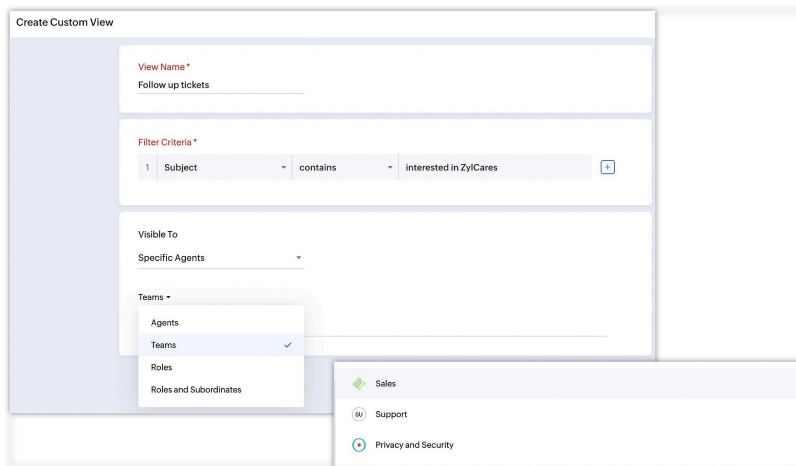 Create Custom View
View Name *
Follow up tickets
Filter Criteria *
1 Subject contains interested in ZylCares +
Visible To
Specific Agents
Teams
Agents
Teams
Roles
Roles and Subordinates
Sales
SU Support
Privacy and Security